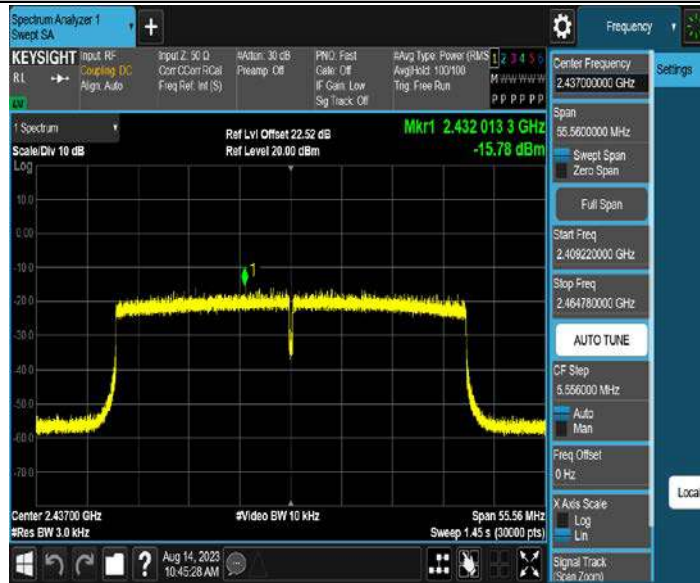 Spectrum Analyzer 1
Swept SA
+
Frequency
KEYSIGHT
RL
Input: RF
Coupling: DC
Align: Auto
Input Z: 50 Ω
Corr CCorr RCal
Freq Ref: Int (S)
#Atten: 30 dB
Preamp: Off
PNO: Fast
Gate: Off
IF Gain: Low
Sig Track: Off
#Avg Type: Power (RMS
Avg|Hold: 100/100
Trig: Free Run
1 2 3 4 5 6
M W W W W W
P P P P P P
1 Spectrum
Scale/Div 10 dB
Log
Ref Lvl Offset 22.52 dB
Ref Level 20.00 dBm
Mkr1 2.432 013 3 GHz
-15.78 dBm
10.0
0.00
-10.0
-20.0
-30.0
-40.0
-50.0
-60.0
-70.0
1
Center 2.43700 GHz
#Res BW 3.0 kHz
#Video BW 10 kHz
Span 55.56 MHz
Sweep 1.45 s (30000 pts)
?
Aug 14, 2023
10:45:28 AM
Center Frequency
2.437000000 GHz
Span
55.5600000 MHz
Swept Span
Zero Span
Full Span
Start Freq
2.409220000 GHz
Stop Freq
2.464780000 GHz
AUTO TUNE
CF Step
5.556000 MHz
Auto
Man
Freq Offset
0 Hz
X Axis Scale
Log
Lin
Signal Track
(Span Zoom)
Settings
Local